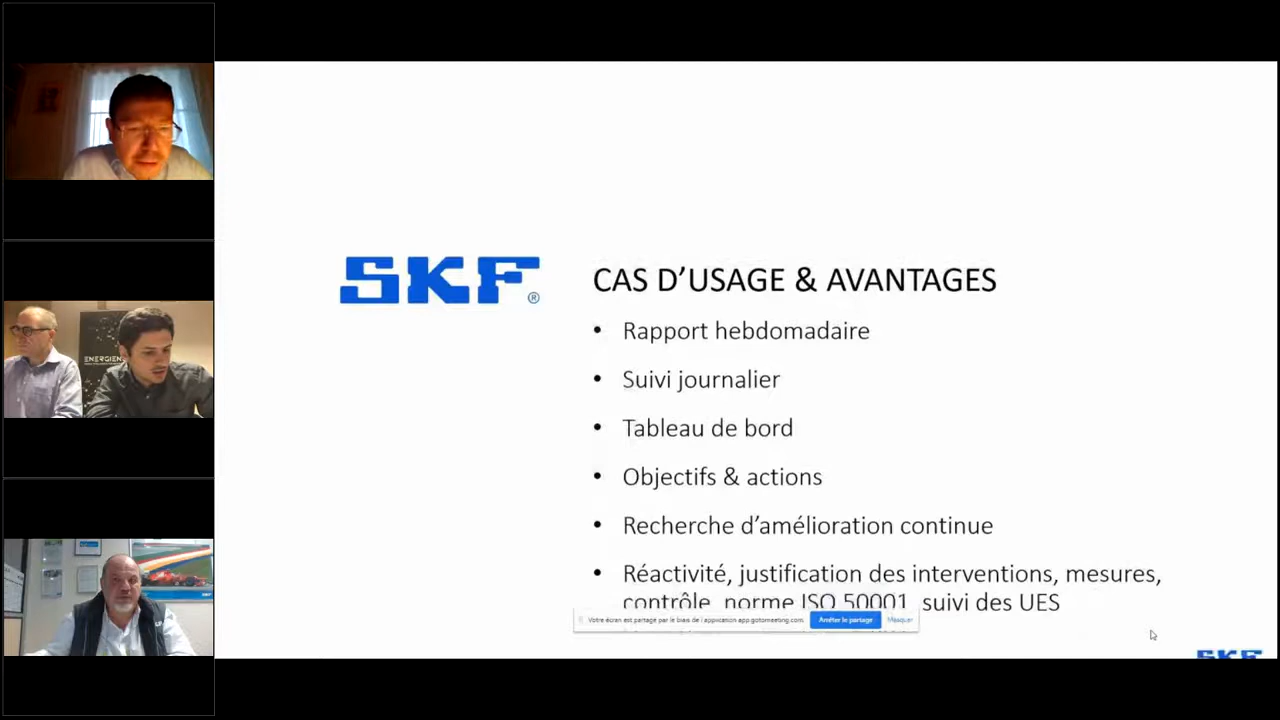 SKF®
CAS D’USAGE & AVANTAGES
• Rapport hebdomadaire
• Suivi journalier
• Tableau de bord
• Objectifs & actions
• Recherche d’amélioration continue
• Réactivité, justification des interventions, mesures,
contrôle, norme ISO 50001, suivi des UES
Votre écran est partagé par le biais de l'application app.gotomeeting.com.
Arrêter le partage
Masquer
SKF